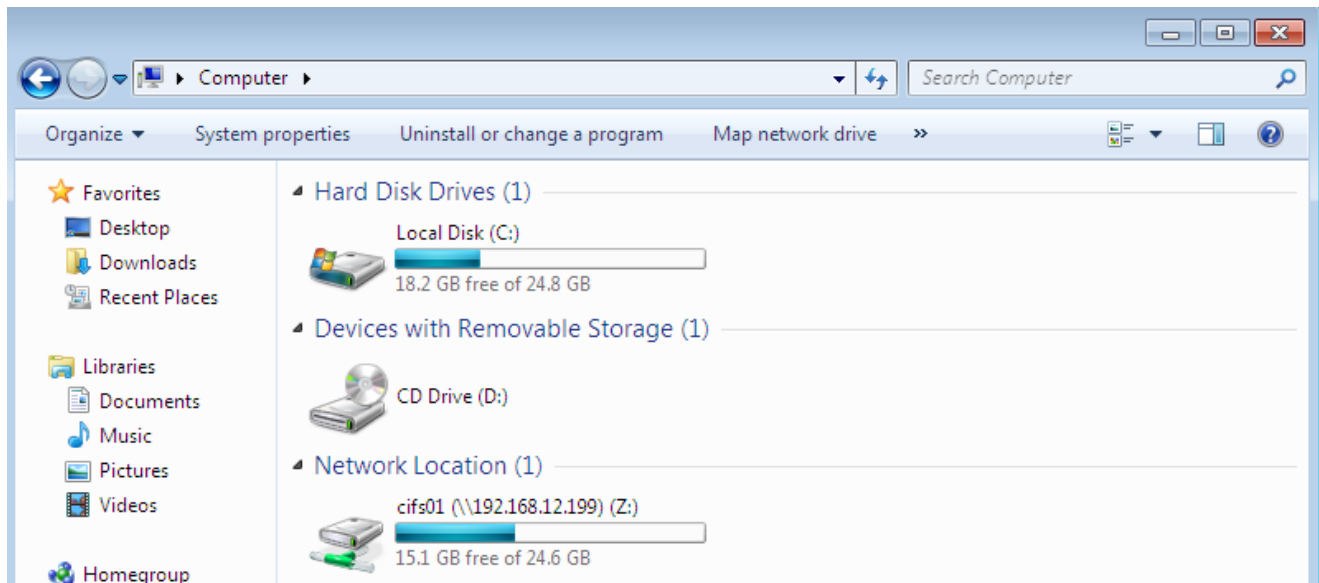 Computer
Search Computer
Organize
System properties
Uninstall or change a program
Map network drive
»
Favorites
Desktop
Downloads
Recent Places
Libraries
Documents
Music
Pictures
Videos
Homegroup
Hard Disk Drives (1)
Local Disk (C:)
18.2 GB free of 24.8 GB
Devices with Removable Storage (1)
CD Drive (D:)
Network Location (1)
cifs01 (\\192.168.12.199) (Z:)
15.1 GB free of 24.6 GB